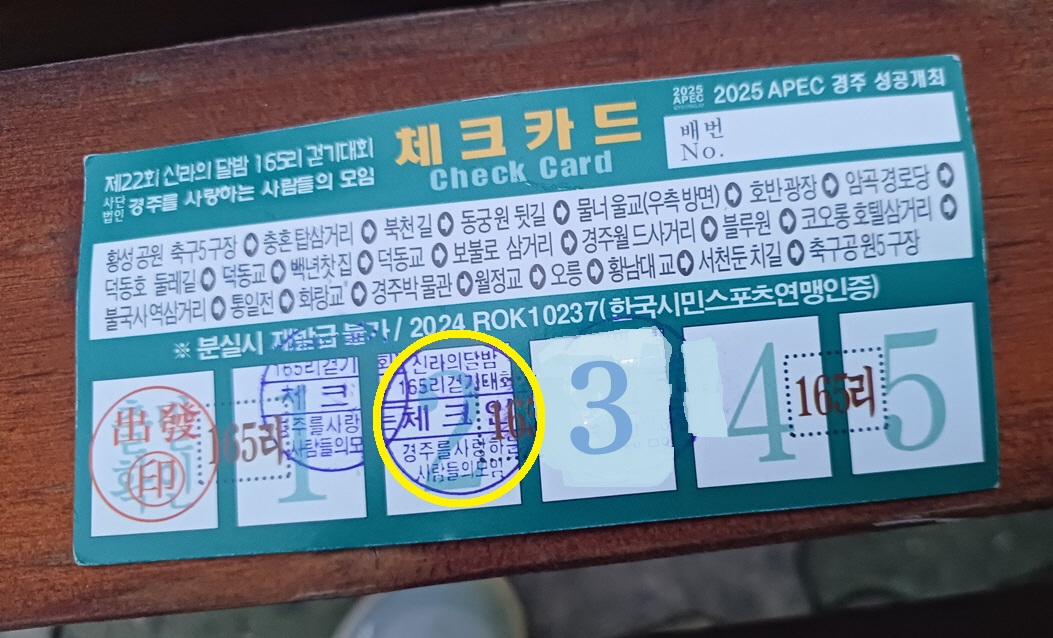 2025 APEC 2025 APEC 경주 성공개최
제22회 신라의 달밤 165리 걷기대회
체크카드
배번
사단법인 경주를 사랑하는 사람들의 모임
Check Card
No.
황성공원 축구5구장 충혼탑삼거리 북천길 동궁원 뒷길 물너울교(우측방면) 호반광장 암곡경로당
덕동호 둘레길 덕동교 백년찻집 덕동교 보불로 삼거리 경주월드사거리 블루원 코오롱호텔삼거리
불국사역삼거리 통일전 화랑교 경주박물관 월정교 오릉 황남대교 서천둔치길 축구공원5구장
※ 분실시 재발급 불가 / 2024 ROK10237(한국시민스포츠연맹인증)
出發
印
165리
1
165리걷기
체크
경주를사랑
사람들의모
2
신라의달밤
165리걷기대회
체크인
경주를사랑하는
사람들의모임
165
3
4
165리
5